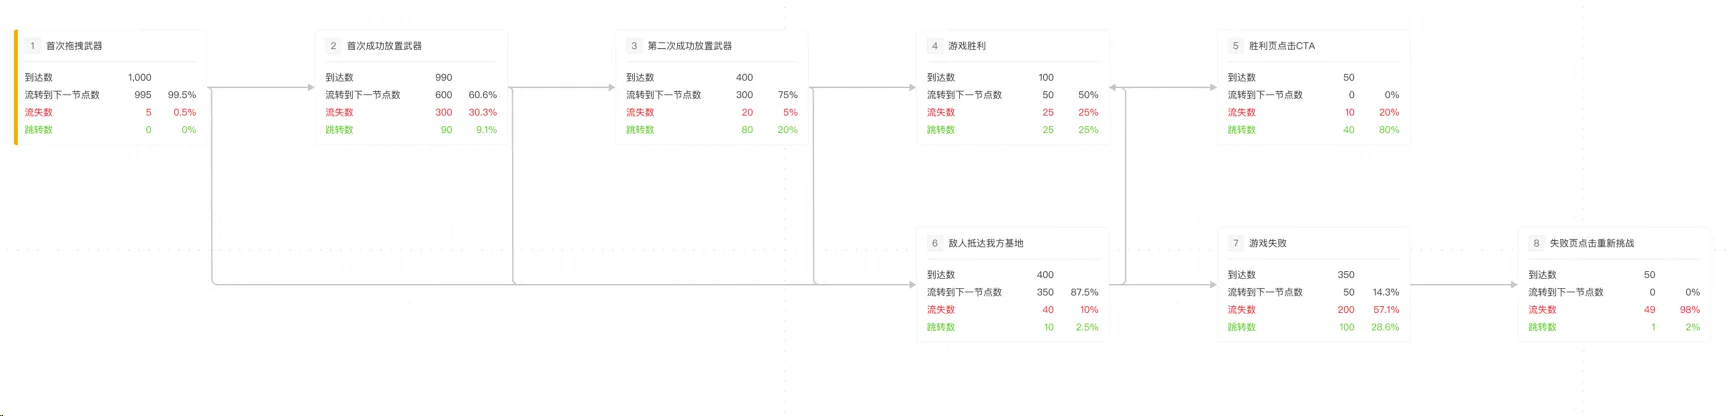 1 首次拖拽武器
到达数 1,000
流转到下一节点数 995 99.5%
流失数 5 0.5%
跳转数 0 0%
2 首次成功放置武器
到达数 990
流转到下一节点数 600 60.6%
流失数 300 30.3%
跳转数 90 9.1%
3 第二次成功放置武器
到达数 400
流转到下一节点数 300 75%
流失数 20 5%
跳转数 80 20%
4 游戏胜利
到达数 100
流转到下一节点数 50 50%
流失数 25 25%
跳转数 25 25%
5 胜利页点击CTA
到达数 50
流转到下一节点数 0 0%
流失数 10 20%
跳转数 40 80%
6 敌人抵达我方基地
到达数 400
流转到下一节点数 350 87.5%
流失数 40 10%
跳转数 10 2.5%
7 游戏失败
到达数 350
流转到下一节点数 50 14.3%
流失数 200 57.1%
跳转数 100 28.6%
8 失败页点击重新挑战
到达数 50
流转到下一节点数 0 0%
流失数 49 98%
跳转数 1 2%